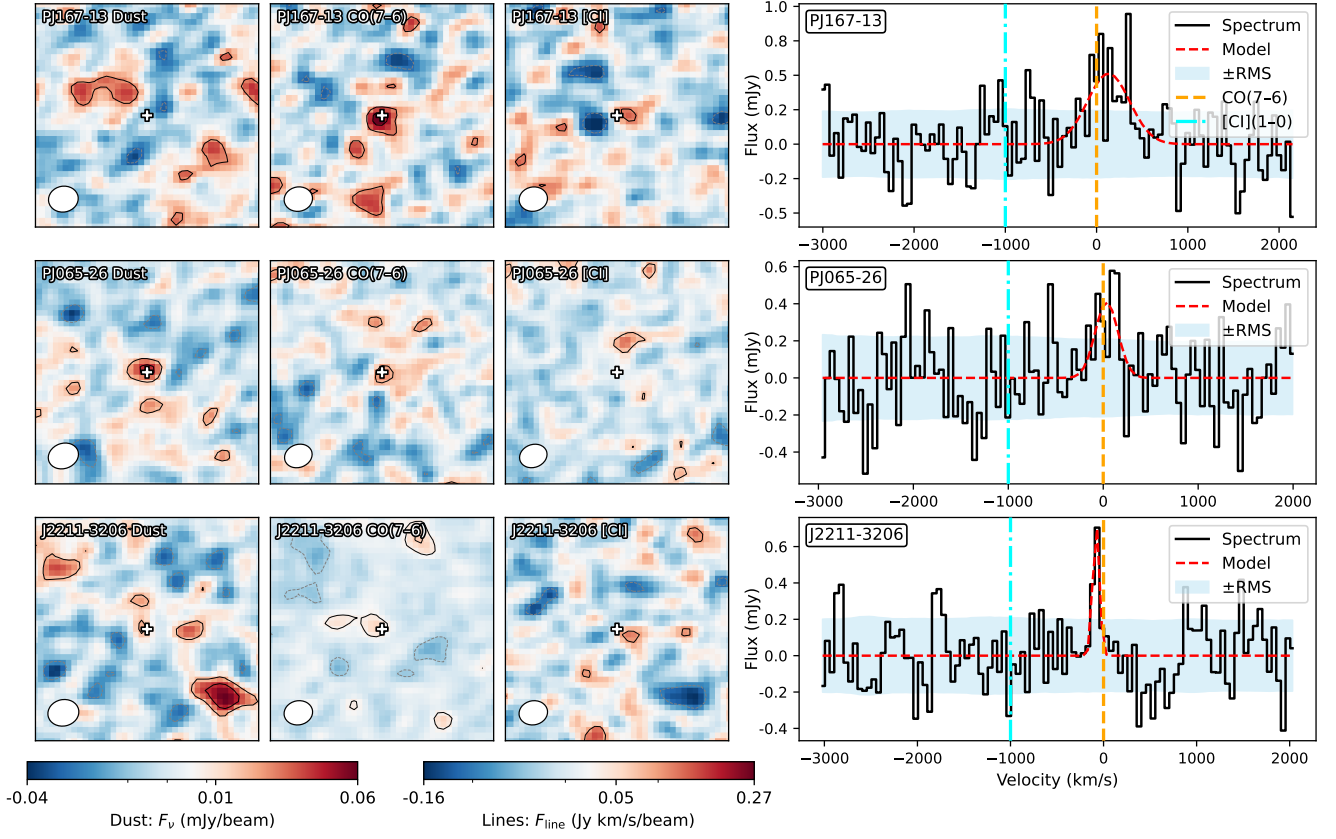 PJ167-13 Dust
PJ167-13 CO(7–6)
PJ167-13 [CI]
PJ167-13
Spectrum
Model
±RMS
CO(7–6)
[CI](1–0)
Flux (mJy)
1.0
0.8
0.5
0.2
0.0
-0.2
-0.5
−3000 −2000 −1000 0 1000 2000
PJ065-26 Dust
PJ065-26 CO(7–6)
PJ065-26 [CI]
PJ065-26
Spectrum
Model
±RMS
Flux (mJy)
0.6
0.4
0.2
0.0
-0.2
-0.4
−3000 −2000 −1000 0 1000 2000
J2211-3206 Dust
J2211-3206 CO(7–6)
J2211-3206 [CI]
J2211-3206
Spectrum
Model
±RMS
Flux (mJy)
0.6
0.4
0.2
0.0
-0.2
-0.4
−3000 −2000 −1000 0 1000 2000
Velocity (km/s)
-0.04 0.01 0.06
Dust: Fν (mJy/beam)
-0.16 0.05 0.27
Lines: Fline (Jy km/s/beam)